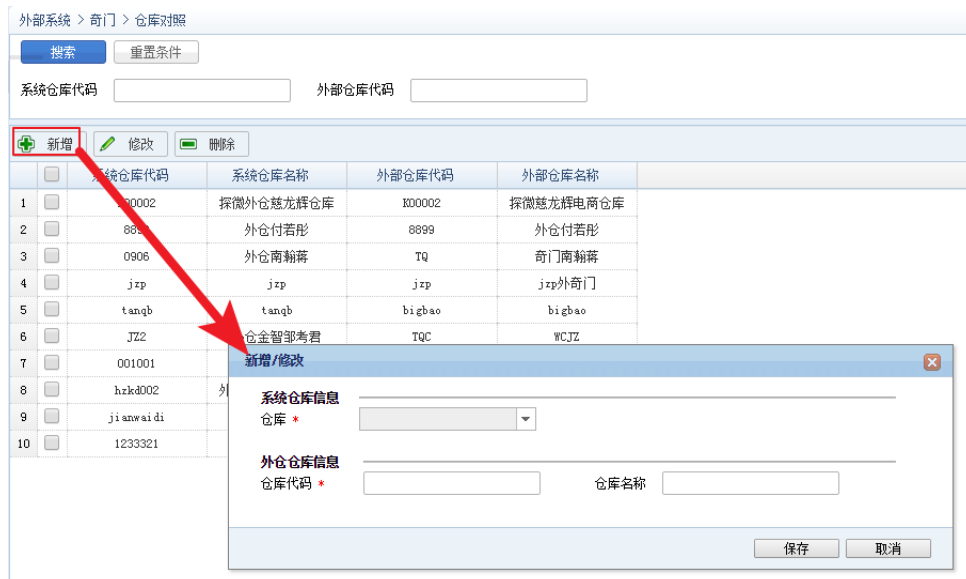 外部系统 > 奇门 > 仓库对照
搜索 重置条件
系统仓库代码 外部仓库代码
新增 修改 删除
系统仓库代码 系统仓库名称 外部仓库代码 外部仓库名称
1 探微外仓慈龙辉仓库 K00002 探微慈龙辉电商仓库
2 外仓付若彤 8899 外仓付若彤
3 0906 外仓南翰蒋 TQ 奇门南翰蒋
4 jzp jzp jzp jzp外奇门
5 tanqb tanqb bigbao bigbao
6 JZ2 仓金智邹考君 TQC WCJZ
7 001001
8 hzkd002
9 jianwaidi
10 1233321
新增/修改
系统仓库信息
仓库 *
外仓仓库信息
仓库代码 * 仓库名称
保存 取消